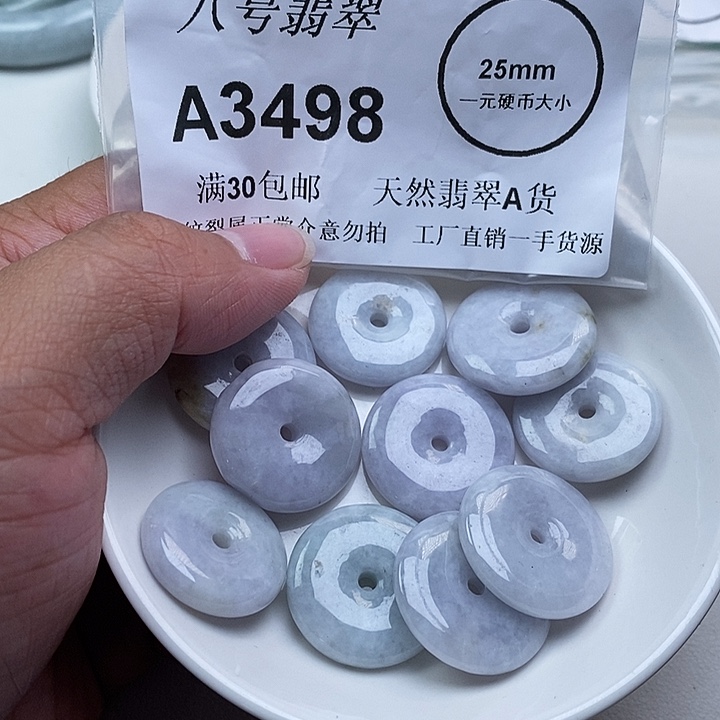 八号翡翠
A3498
25mm
一元硬币大小
满30包邮 天然翡翠A货
纹裂属正常介意勿拍 工厂直销一手货源